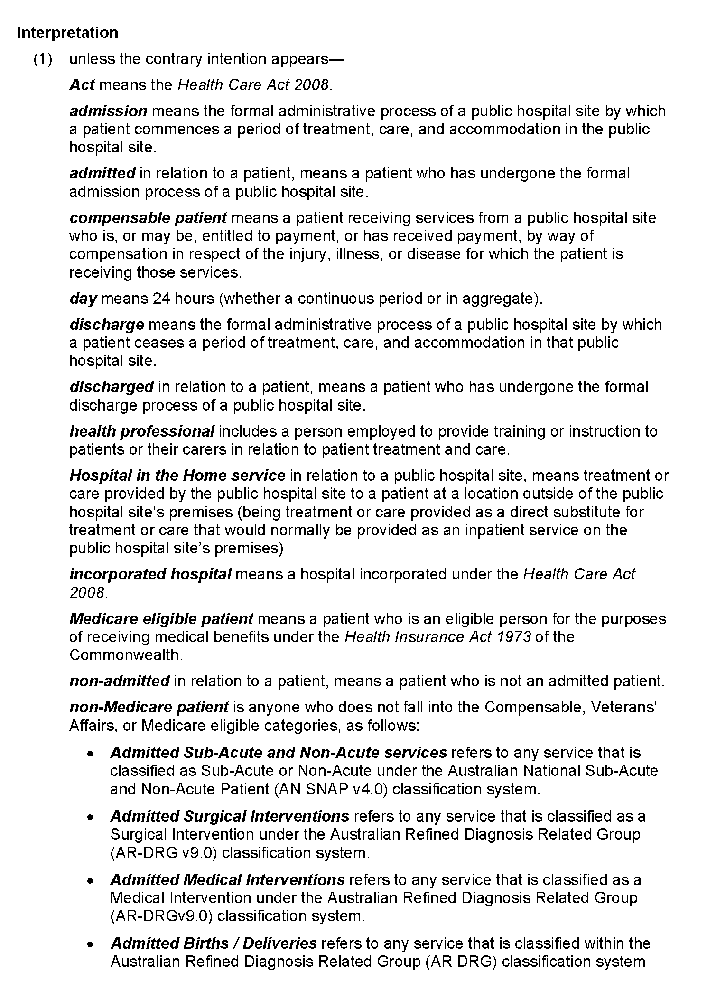 Interpretation
(1) unless the contrary intention appears—
Act means the Health Care Act 2008.
admission means the formal administrative process of a public hospital site by which
a patient commences a period of treatment, care, and accommodation in the public
hospital site.
admitted in relation to a patient, means a patient who has undergone the formal
admission process of a public hospital site.
compensable patient means a patient receiving services from a public hospital site
who is, or may be, entitled to payment, or has received payment, by way of
compensation in respect of the injury, illness, or disease for which the patient is
receiving those services.
day means 24 hours (whether a continuous period or in aggregate).
discharge means the formal administrative process of a public hospital site by which
a patient ceases a period of treatment, care, and accommodation in that public
hospital site.
discharged in relation to a patient, means a patient who has undergone the formal
discharge process of a public hospital site.
health professional includes a person employed to provide training or instruction to
patients or their carers in relation to patient treatment and care.
Hospital in the Home service in relation to a public hospital site, means treatment or
care provided by the public hospital site to a patient at a location outside of the public
hospital site’s premises (being treatment or care provided as a direct substitute for
treatment or care that would normally be provided as an inpatient service on the
public hospital site’s premises)
incorporated hospital means a hospital incorporated under the Health Care Act
2008.
Medicare eligible patient means a patient who is an eligible person for the purposes
of receiving medical benefits under the Health Insurance Act 1973 of the
Commonwealth.
non-admitted in relation to a patient, means a patient who is not an admitted patient.
non-Medicare patient is anyone who does not fall into the Compensable, Veterans’
Affairs, or Medicare eligible categories, as follows:
• Admitted Sub-Acute and Non-Acute services refers to any service that is
classified as Sub-Acute or Non-Acute under the Australian National Sub-Acute
and Non-Acute Patient (AN SNAP v4.0) classification system.
• Admitted Surgical Interventions refers to any service that is classified as a
Surgical Intervention under the Australian Refined Diagnosis Related Group
(AR-DRG v9.0) classification system.
• Admitted Medical Interventions refers to any service that is classified as a
Medical Intervention under the Australian Refined Diagnosis Related Group
(AR-DRGv9.0) classification system.
• Admitted Births / Deliveries refers to any service that is classified within the
Australian Refined Diagnosis Related Group (AR DRG) classification system